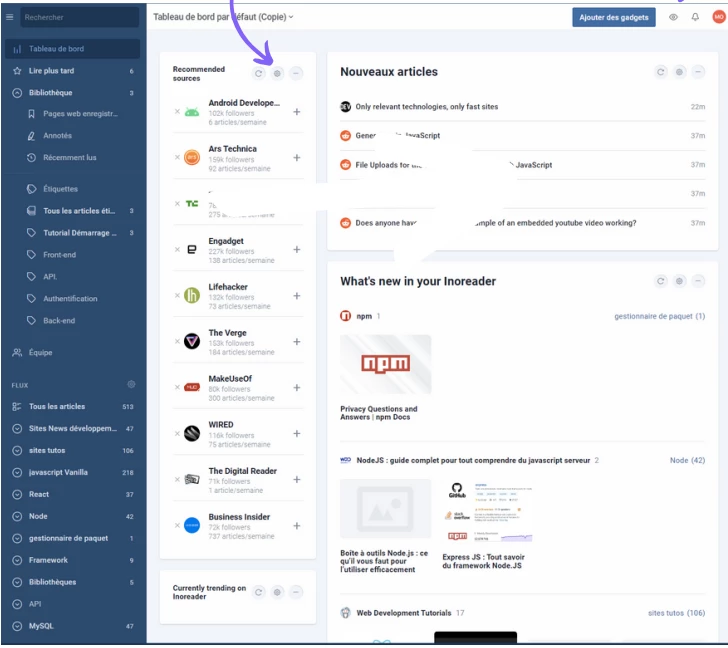 Rechercher
Tableau de bord par défaut (Copie)
Ajouter des gadgets
MO
Tableau de bord
Lire plus tard 6
Bibliothèque 3
Pages web enregistr...
Annotés
Récemment lus
Étiquettes
Tous les articles éti... 3
Tutorial Démarrage ... 3
Front-end
API.
Authentification
Back-end
Équipe
FLUX
Tous les articles 513
Sites News développem... 47
sites tutos 106
javascript Vanilla 218
React 37
Node 42
gestionnaire de paquet 1
Framework 9
Bibliothèques 5
API
MySQL 47
Recommended
sources
Android Develope...
102k followers
6 articles/semaine
Ars Technica
159k followers
92 articles/semaine
TC
275 articles/semaine
Engadget
227k followers
138 articles/semaine
Lifehacker
132k followers
73 articles/semaine
The Verge
153k followers
184 articles/semaine
MakeUseOf
80k followers
300 articles/semaine
WIRED
116k followers
75 articles/semaine
The Digital Reader
71k followers
1 article/semaine
Business Insider
72k followers
737 articles/semaine
Currently trending on
Inoreader
Nouveaux articles
DEV Only relevant technologies, only fast sites 22m
JavaScript 37m
File Uploads for JavaScript 37m
37m
Does anyone have of an embedded youtube video working? 37m
What's new in your Inoreader
npm 1 gestionnaire de paquet (1)
npm
Privacy Questions and
Answers | npm Docs
NodeJS : guide complet pour tout comprendre du javascript serveur 2 Node (42)
GitHub
stack
overflow
npm
Boîte à outils Node.js : ce
qu'il vous faut pour
l'utiliser efficacement
Express JS : Tout savoir
du framework Node.JS
Web Development Tutorials 17 sites tutos (106)